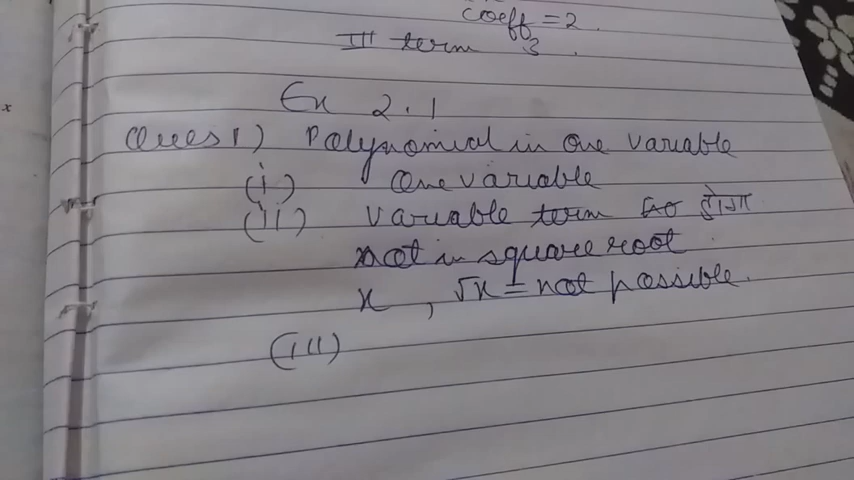 coeff = 2.
III term 3.
Ex 2.1
Ques 1) Polynomial in one variable
(i) One variable
(ii) variable term होगा
not in square root.
x , √x = not possible.
(iii)